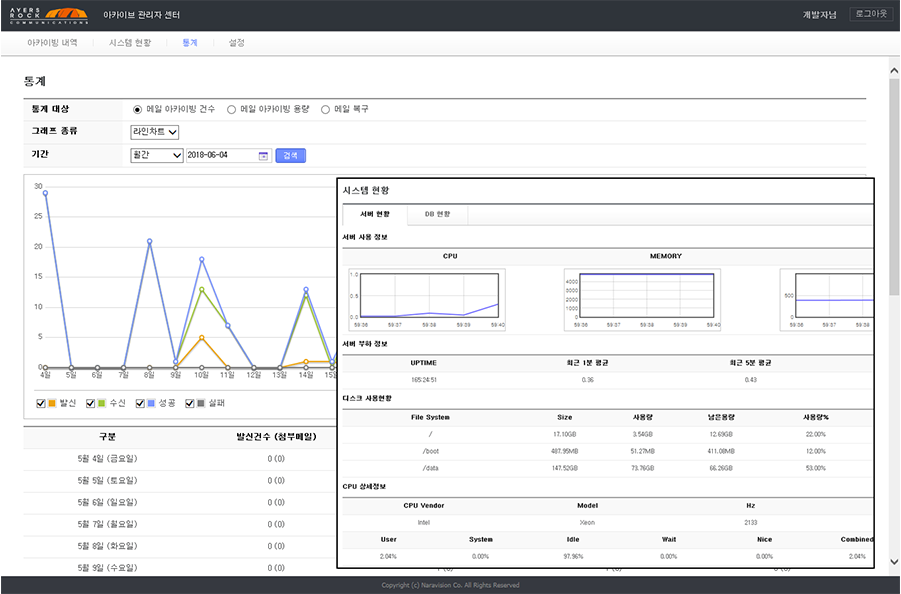 AYERS
ROCK
COMMUNICATIONS
아카이브 관리자 센터
개발자님 로그아웃
아카이빙 내역 시스템 현황 통계 설정
통계
통계 대상 메일 아카이빙 건수 메일 아카이빙 용량 메일 복구
그래프 종류 라인차트
기간 월간 2018-06-04 검색
30
25
20
15
10
5
0
4일 5일 6일 7일 8일 9일 10일 11일 12일 13일 14일 15일
발신 수신 성공 실패
구분 발신건수 (첨부메일)
5월 4일 (금요일) 0 (0)
5월 5일 (토요일) 0 (0)
5월 6일 (일요일) 0 (0)
5월 7일 (월요일) 0 (0)
5월 8일 (화요일) 0 (0)
5월 9일 (수요일) 0 (0)
시스템 현황
서버 현황 DB 현황
서버 사용 정보
CPU MEMORY
1.0
0.5
0.0
59:36 59:37 59:38 59:39 59:40
4000
3000
2000
1000
0
59:36 59:37 59:38 59:39 59:40
500
59:36 59:37 59:38
서버 부하 정보
UPTIME 최근 1분 평균 최근 5분 평균
165:24:51 0.36 0.43
디스크 사용현황
File System Size 사용량 남은용량 사용량%
/ 17.10GB 3.54GB 12.69GB 22.00%
/boot 487.95MB 51.27MB 411.08MB 12.00%
/data 147.52GB 73.76GB 66.26GB 53.00%
CPU 상세정보
CPU Vendor Model Hz
Intel Xeon 2133
User System Idle Wait Nice Combined
2.04% 0.00% 97.96% 0.00% 0.00% 2.04%
Copyright (c) Naravision Co. All Rights Reserved